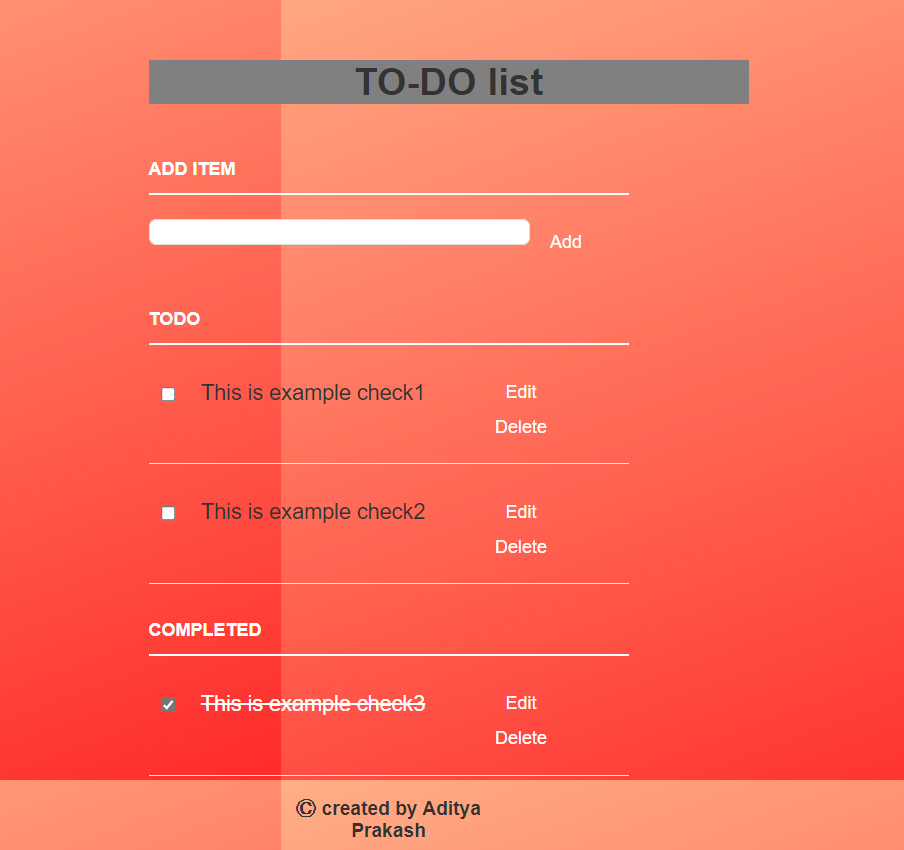 TO-DO list
ADD ITEM
Add
TODO
This is example check1
Edit
Delete
This is example check2
Edit
Delete
COMPLETED
This is example check3
Edit
Delete
© created by Aditya
Prakash